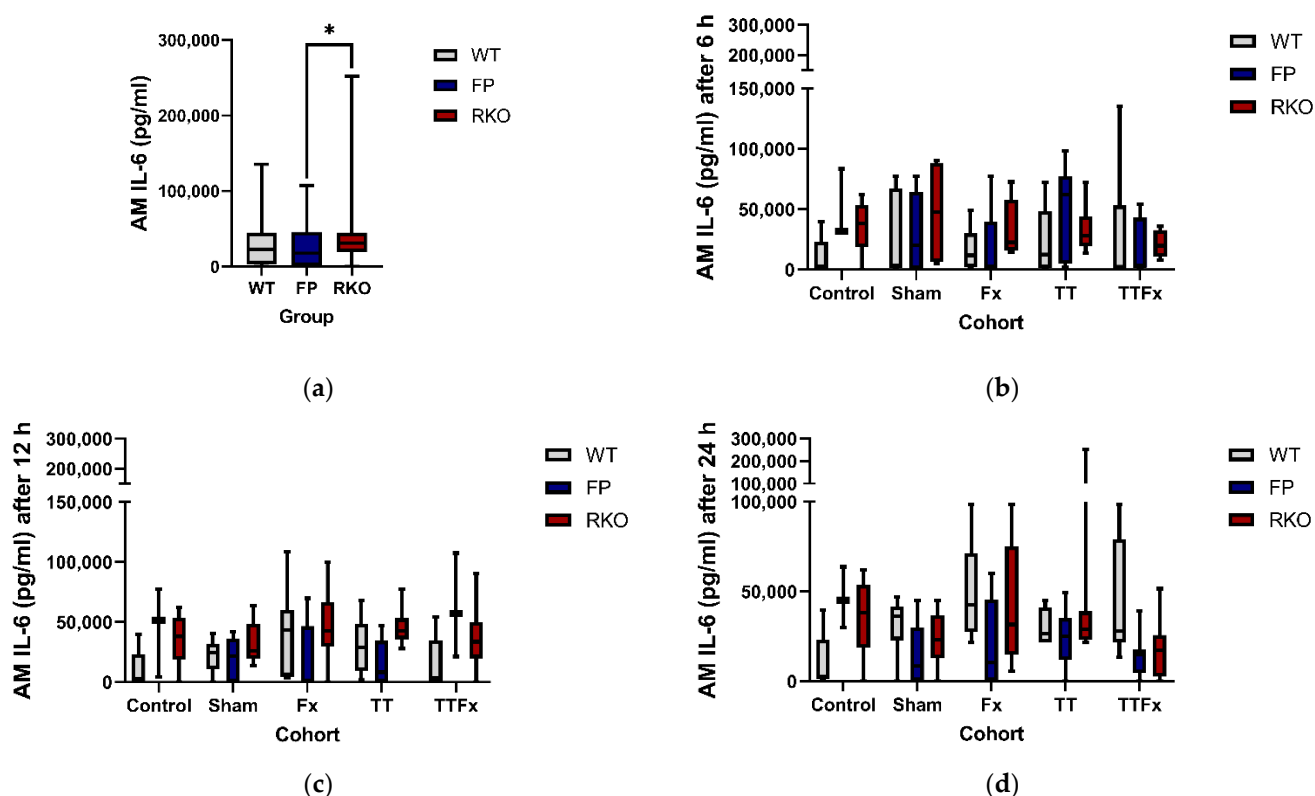 AM IL-6 (pg/ml)
300,000
200,000
100,000
0
*
WT
FP
RKO
WT FP RKO
Group
(a)
AM IL-6 (pg/ml) after 6 h
300,000
200,000
150,000
100,000
50,000
0
WT
FP
RKO
Control Sham Fx TT TTFx
Cohort
(b)
AM IL-6 (pg/ml) after 12 h
300,000
200,000
150,000
100,000
50,000
0
WT
FP
RKO
Control Sham Fx TT TTFx
Cohort
(c)
AM IL-6 (pg/ml) after 24 h
300,000
200,000
100,000
100,000
50,000
0
WT
FP
RKO
Control Sham Fx TT TTFx
Cohort
(d)